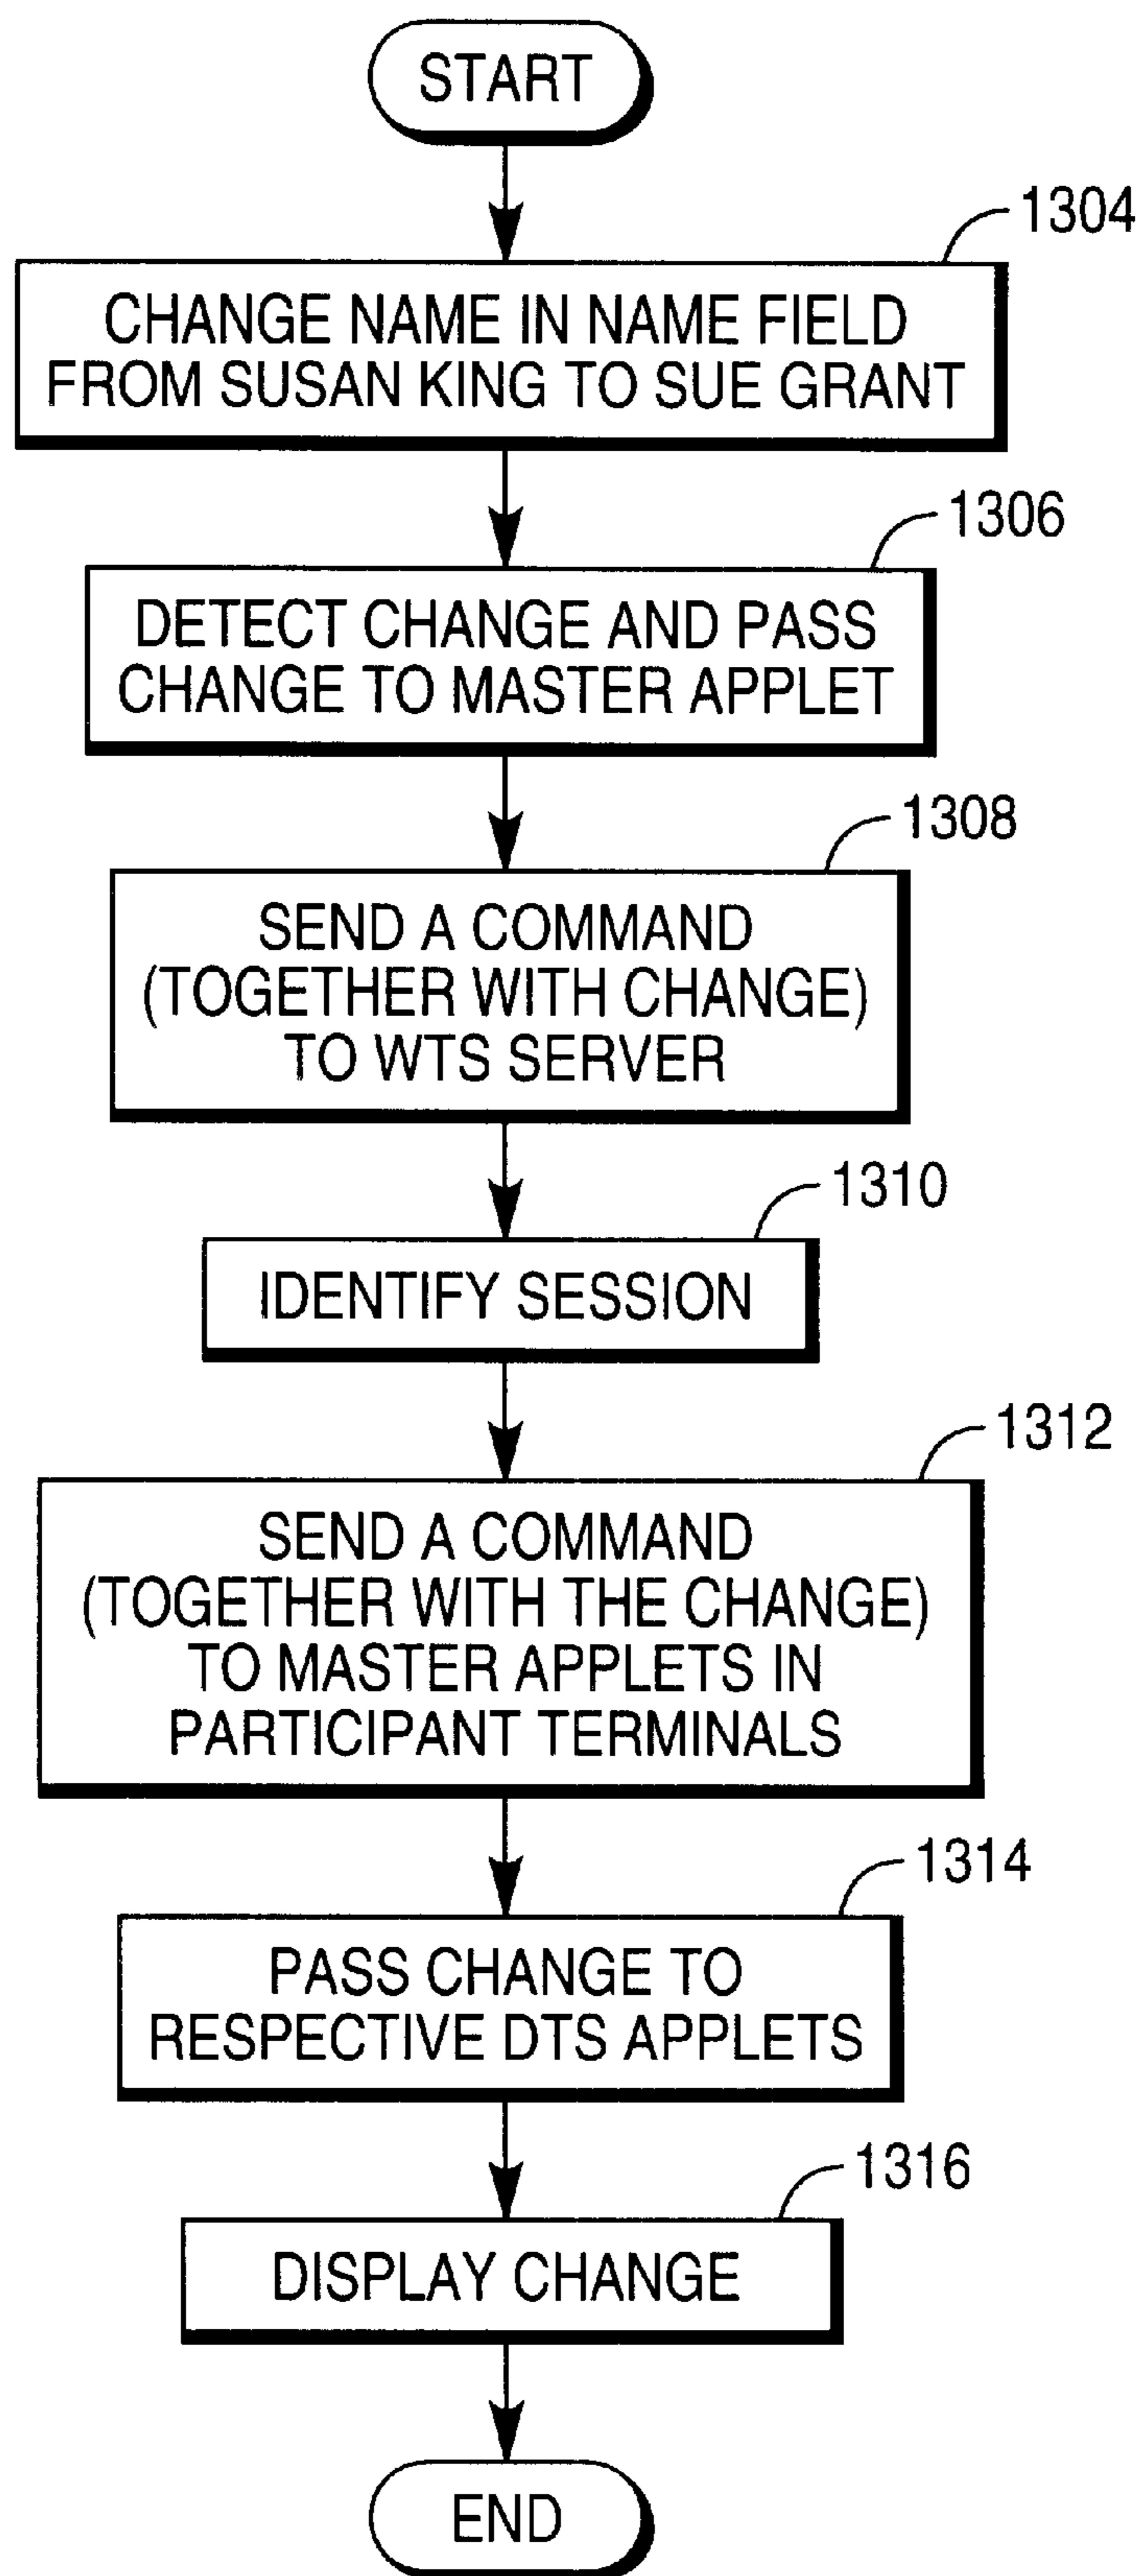 START
1304
CHANGE NAME IN NAME FIELD
FROM SUSAN KING TO SUE GRANT
1306
DETECT CHANGE AND PASS
CHANGE TO MASTER APPLET
1308
SEND A COMMAND
(TOGETHER WITH CHANGE)
TO WTS SERVER
1310
IDENTIFY SESSION
1312
SEND A COMMAND
(TOGETHER WITH THE CHANGE)
TO MASTER APPLETS IN
PARTICIPANT TERMINALS
1314
PASS CHANGE TO
RESPECTIVE DTS APPLETS
1316
DISPLAY CHANGE
END